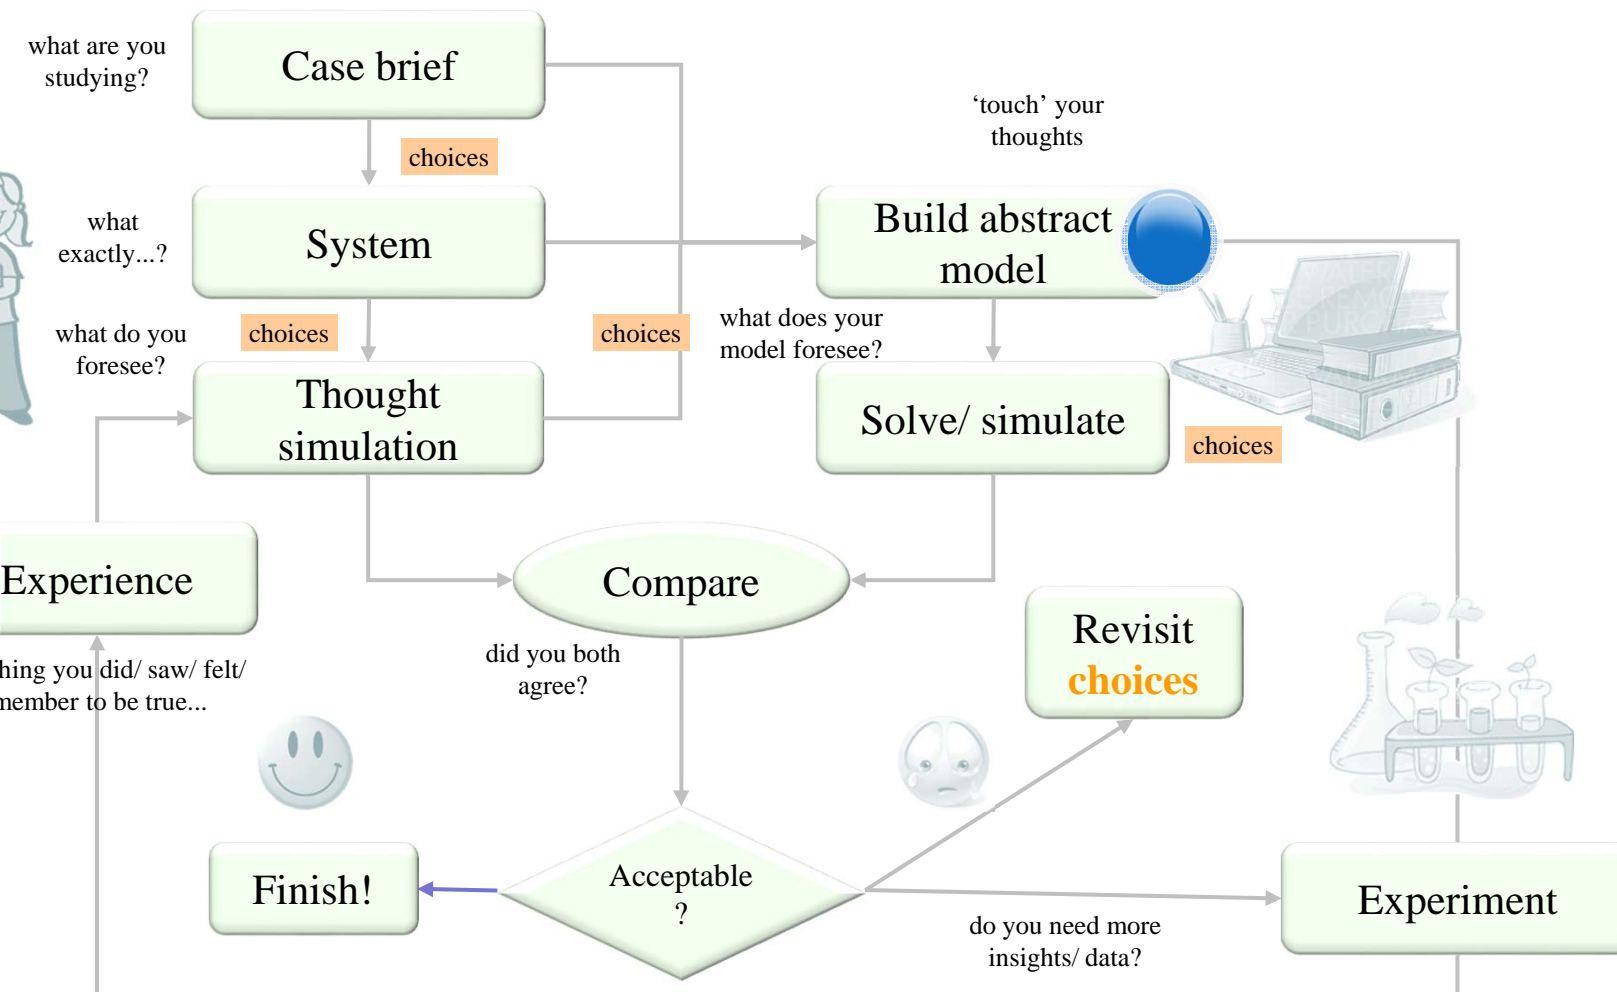 what are you
studying?
Case brief
‘touch’ your
thoughts
choices
what
exactly...?
System
Build abstract
model
what do you
foresee?
choices
choices
what does your
model foresee?
Thought
simulation
Solve/ simulate
choices
Experience
Compare
Revisit
choices
hing you did/ saw/ felt/
member to be true...
did you both
agree?
Finish!
Acceptable
?
do you need more
insights/ data?
Experiment